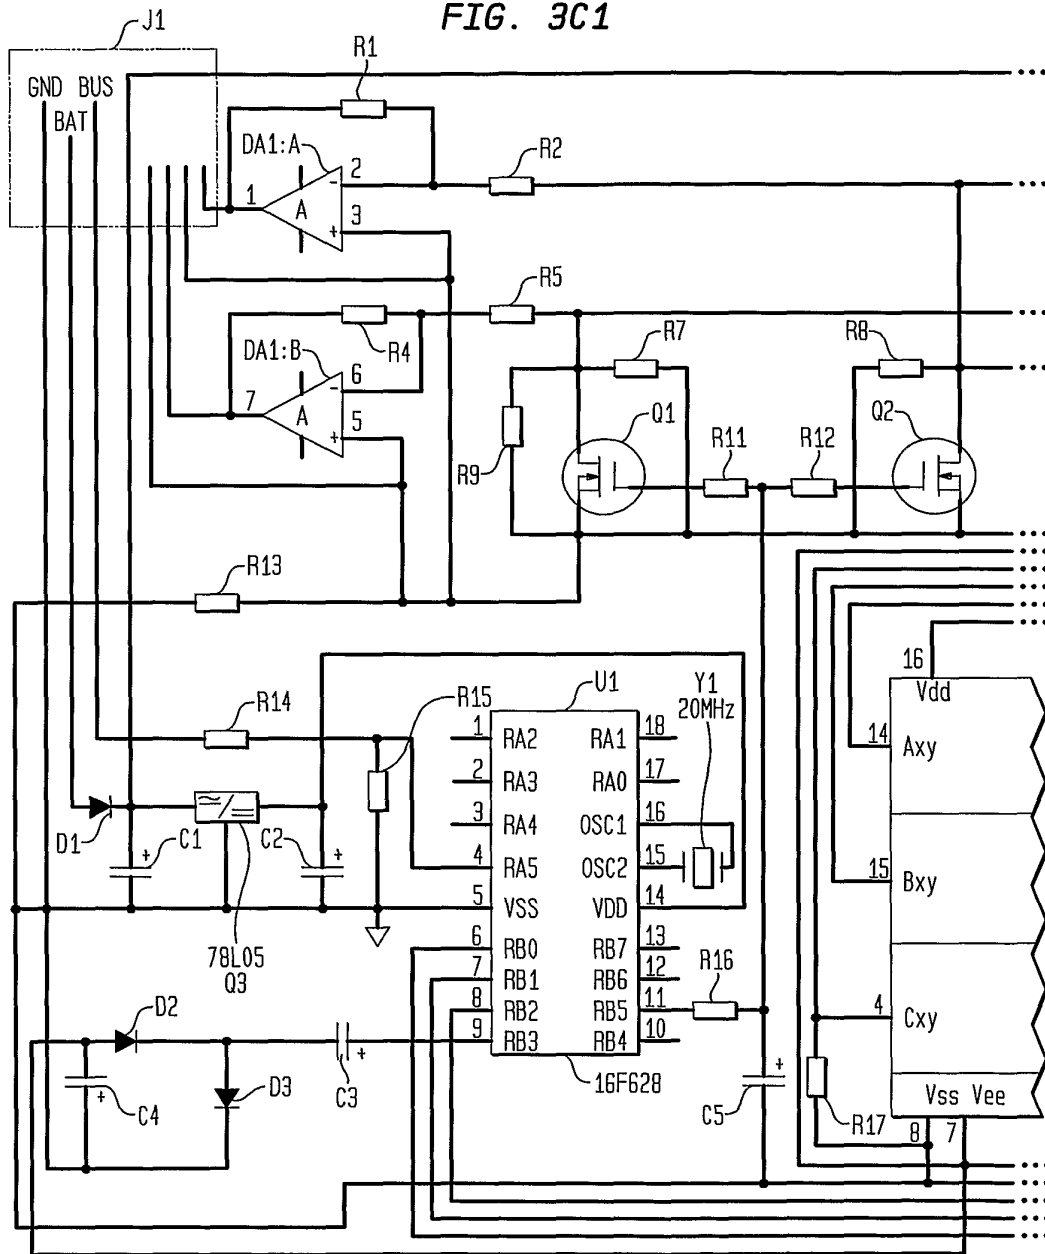 FIG. 3C1
J1
GND BUS
BAT
R1
DA1:A
2
-
1
A
3
+
R2
R5
R4
DA1:B
6
-
7
A
5
+
R7
R8
R9
Q1
R11
R12
Q2
R13
R14
R15
U1
Y1
20MHz
16
Vdd
1 RA2 RA1 18
2 RA3 RA0 17
3 RA4 OSC1 16
4 RA5 OSC2 15
5 VSS VDD 14
6 RB0 RB7 13
7 RB1 RB6 12
8 RB2 RB5 11
9 RB3 RB4 10
16F628
14 Axy
15 Bxy
4 Cxy
Vss Vee
8 7
D1
C1
+
C2
+
78L05
Q3
R16
D2
D3
C3
+
C4
+
C5
+
R17